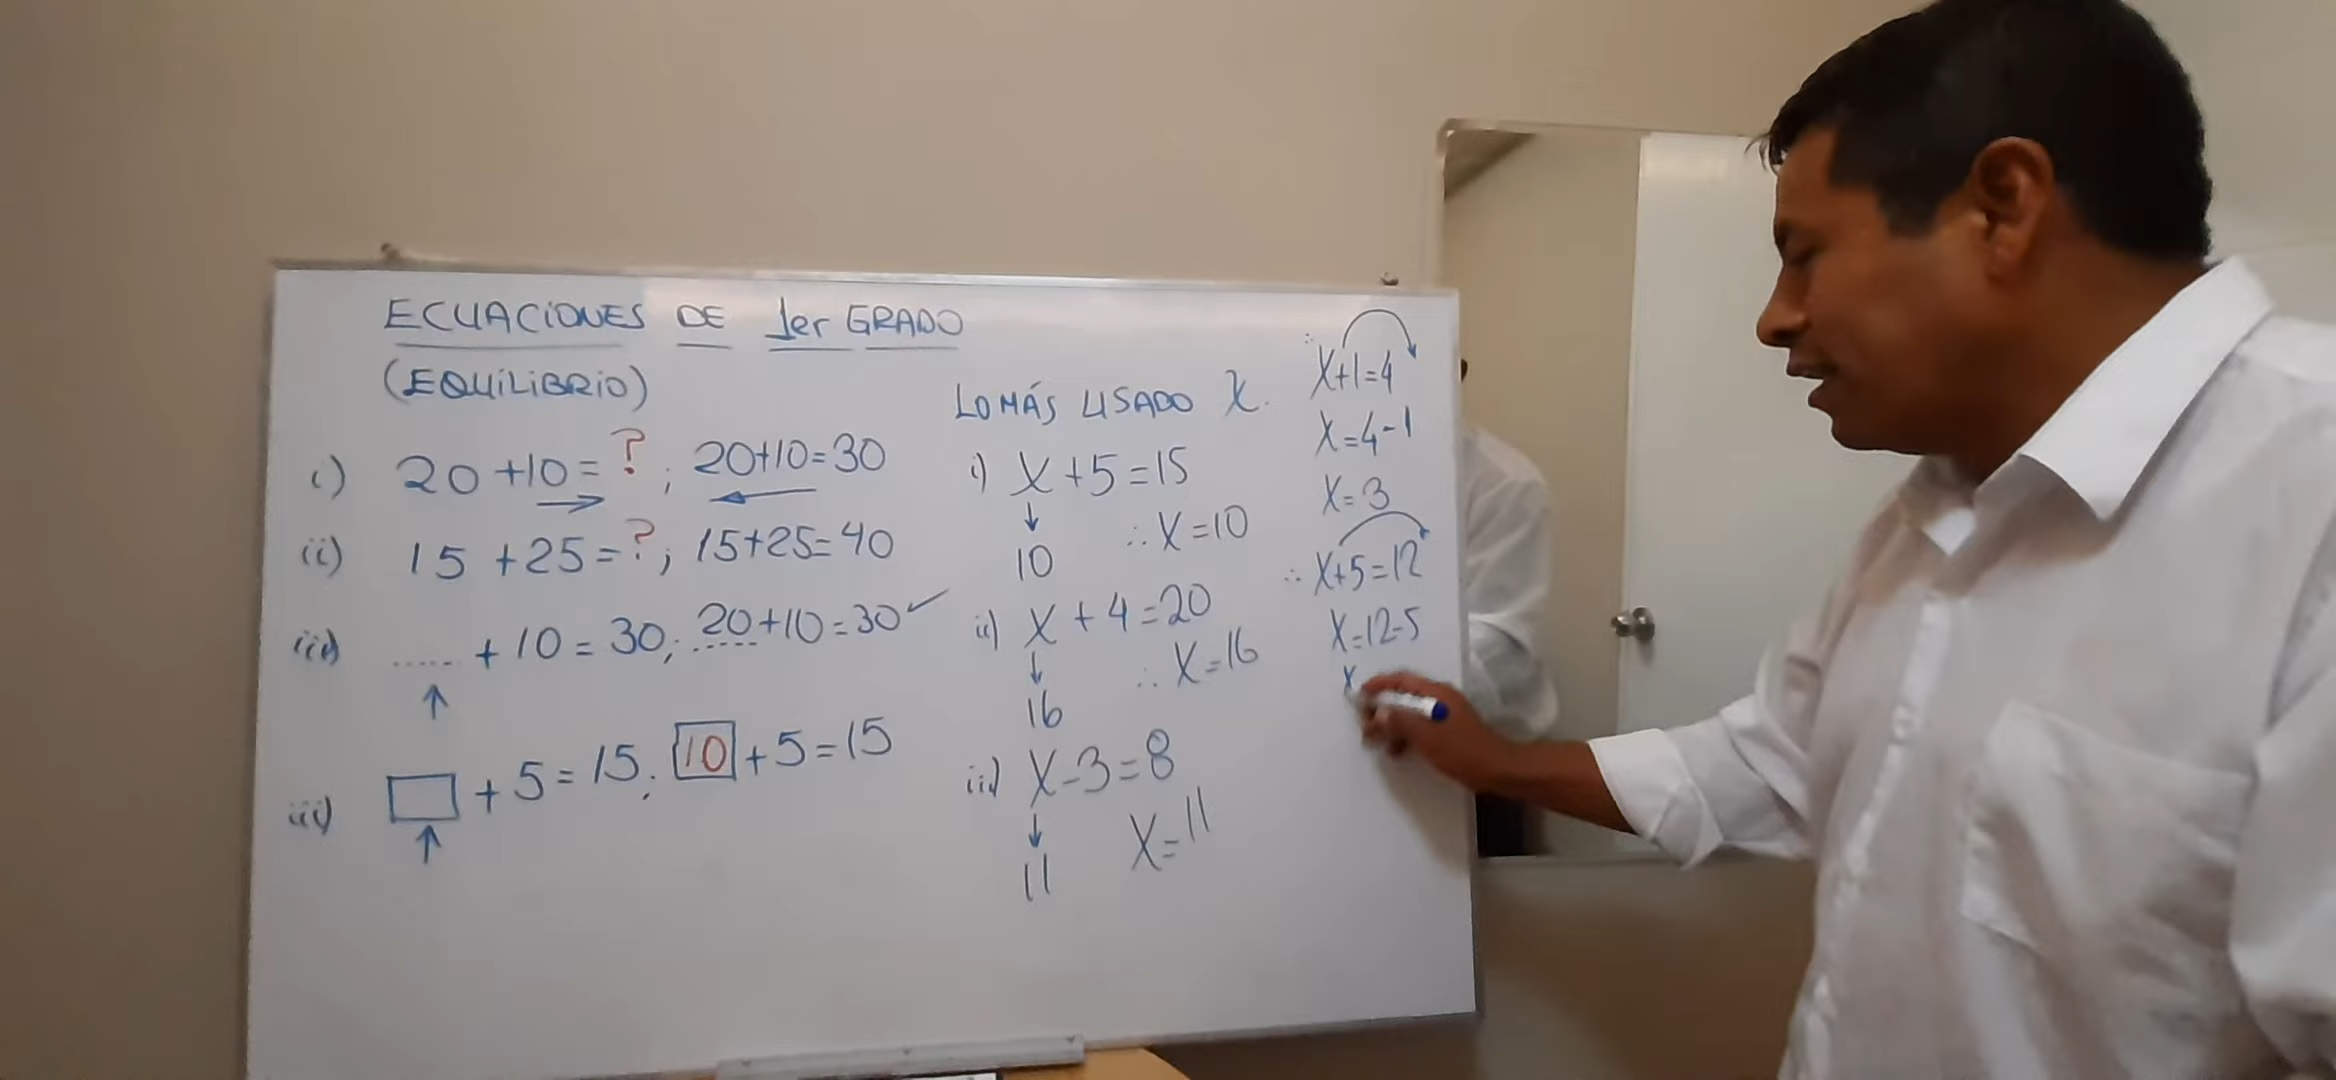 ECUACIONES DE 1er GRADO
(EQUILIBRIO)
i) 20 +10 = ? ; 20+10=30
ii) 15 +25=?; 15+25=40
iii) ...... + 10 = 30; 20+10=30 ✓
10
iiii) + 5 = 15; 10 + 5 = 15
LO MÁS USADO X.
i) X + 5 = 15
∴ X = 10
10
ii) X + 4 = 20
∴ X = 16
16
iii) X - 3 = 8
X = 11
11
X+1=4
X=4-1
X=3
∴ X+5=12
X=12-5
X